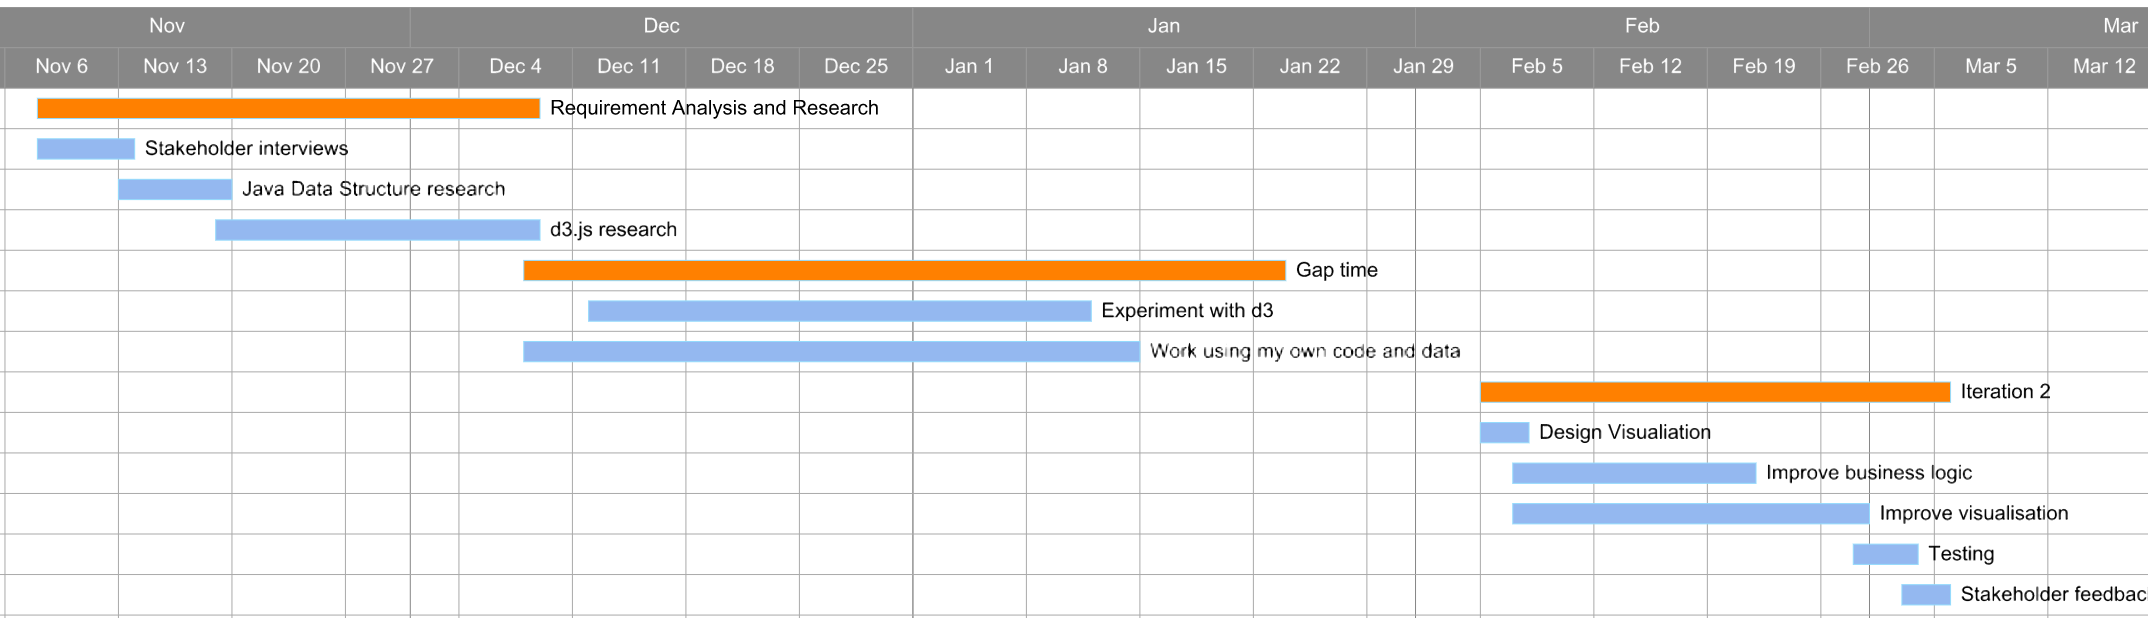 Nov Dec Jan Feb Mar
Nov 6 Nov 13 Nov 20 Nov 27 Dec 4 Dec 11 Dec 18 Dec 25 Jan 1 Jan 8 Jan 15 Jan 22 Jan 29 Feb 5 Feb 12 Feb 19 Feb 26 Mar 5 Mar 12
Requirement Analysis and Research
Stakeholder interviews
Java Data Structure research
d3.js research
Gap time
Experiment with d3
Work using my own code and data
Iteration 2
Design Visualiation
Improve business logic
Improve visualisation
Testing
Stakeholder feedbac